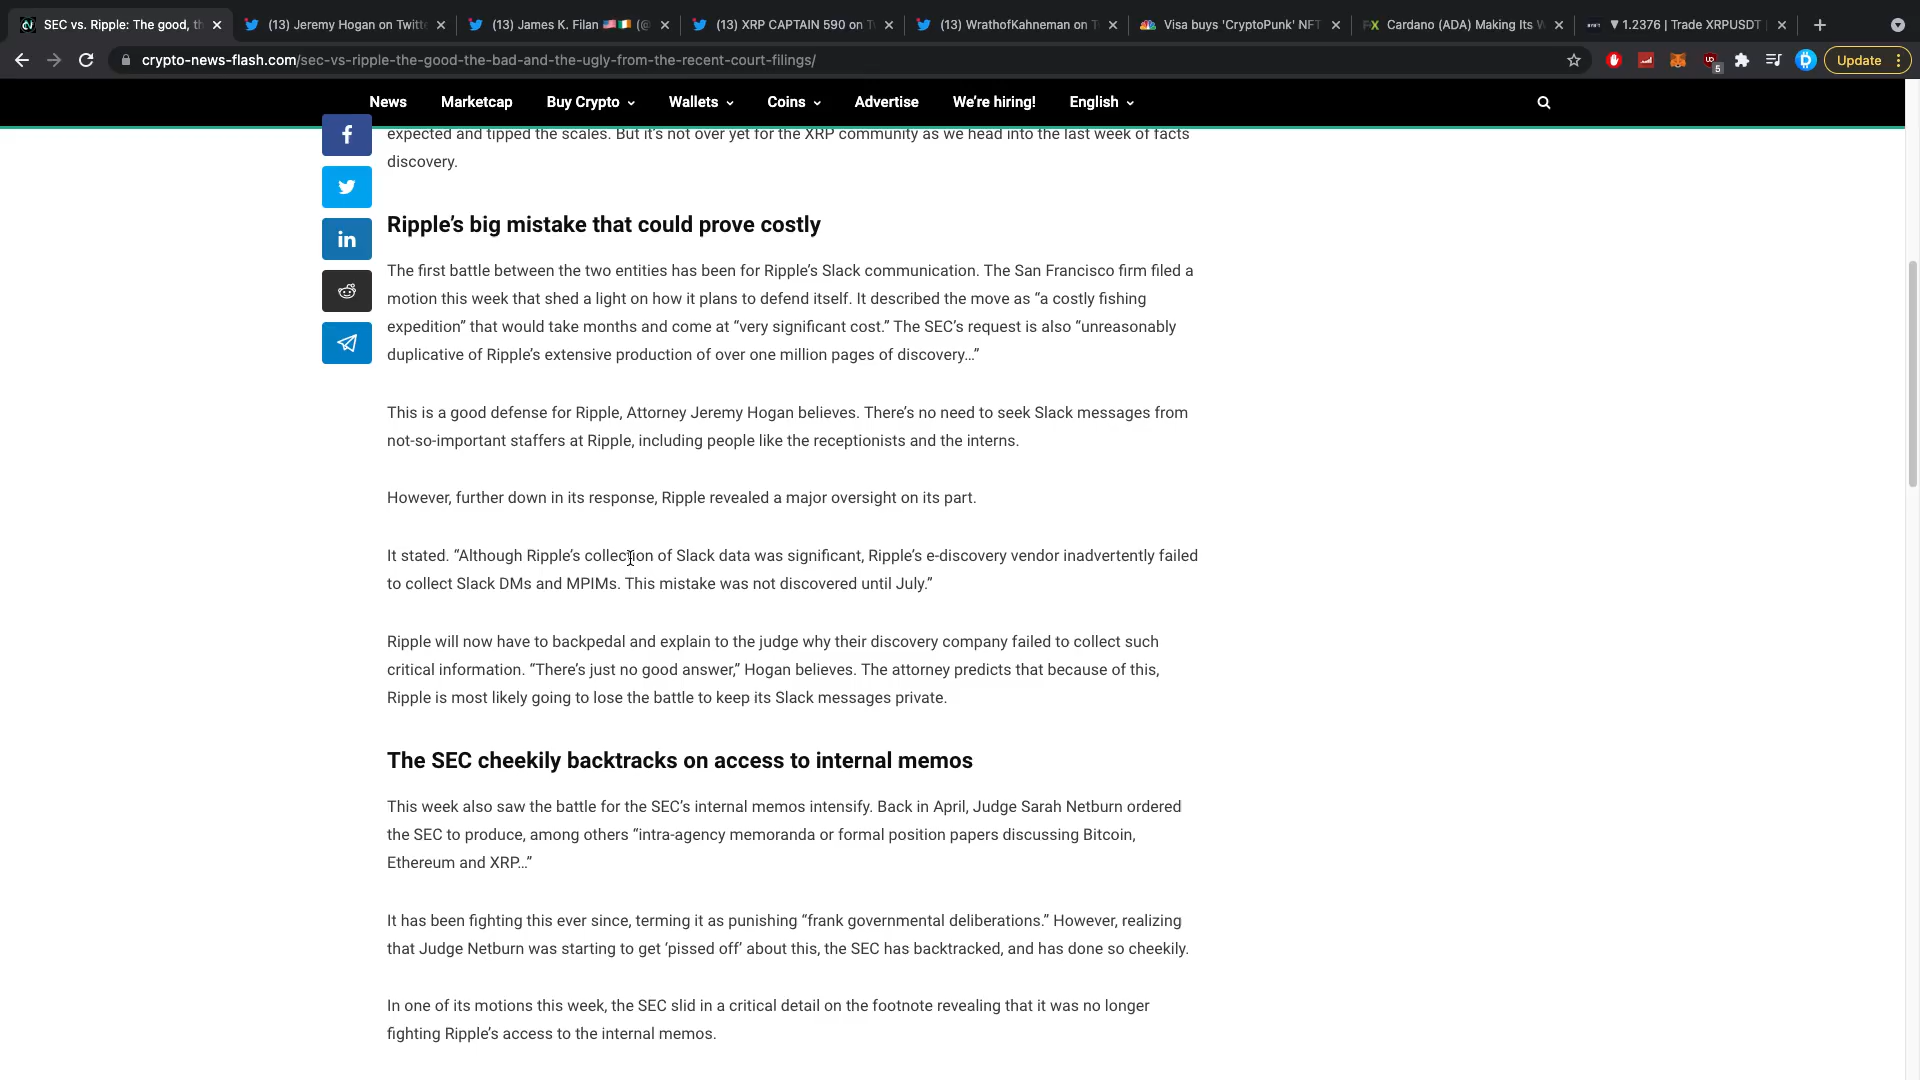 SEC vs. Ripple: The good, th
(13) Jeremy Hogan on Twitte
(13) James K. Filan 🇺🇸🇮🇪 (@
(13) XRP CAPTAIN 590 on T
(13) WrathofKahneman on T
Visa buys 'CryptoPunk' NFT
Cardano (ADA) Making Its W
▼ 1.2376 | Trade XRPUSDT
crypto-news-flash.com/sec-vs-ripple-the-good-the-bad-and-the-ugly-from-the-recent-court-filings/
5
Update
News Marketcap Buy Crypto Wallets Coins Advertise We're hiring! English
expected and tipped the scales. But it's not over yet for the XRP community as we head into the last week of facts
discovery.
Ripple's big mistake that could prove costly
The first battle between the two entities has been for Ripple's Slack communication. The San Francisco firm filed a
motion this week that shed a light on how it plans to defend itself. It described the move as “a costly fishing
expedition” that would take months and come at “very significant cost.” The SEC's request is also “unreasonably
duplicative of Ripple's extensive production of over one million pages of discovery…”
This is a good defense for Ripple, Attorney Jeremy Hogan believes. There's no need to seek Slack messages from
not-so-important staffers at Ripple, including people like the receptionists and the interns.
However, further down in its response, Ripple revealed a major oversight on its part.
It stated. “Although Ripple's collection of Slack data was significant, Ripple's e-discovery vendor inadvertently failed
to collect Slack DMs and MPIMs. This mistake was not discovered until July.”
Ripple will now have to backpedal and explain to the judge why their discovery company failed to collect such
critical information. “There's just no good answer,” Hogan believes. The attorney predicts that because of this,
Ripple is most likely going to lose the battle to keep its Slack messages private.
The SEC cheekily backtracks on access to internal memos
This week also saw the battle for the SEC's internal memos intensify. Back in April, Judge Sarah Netburn ordered
the SEC to produce, among others “intra-agency memoranda or formal position papers discussing Bitcoin,
Ethereum and XRP…”
It has been fighting this ever since, terming it as punishing “frank governmental deliberations.” However, realizing
that Judge Netburn was starting to get ‘pissed off’ about this, the SEC has backtracked, and has done so cheekily.
In one of its motions this week, the SEC slid in a critical detail on the footnote revealing that it was no longer
fighting Ripple's access to the internal memos.